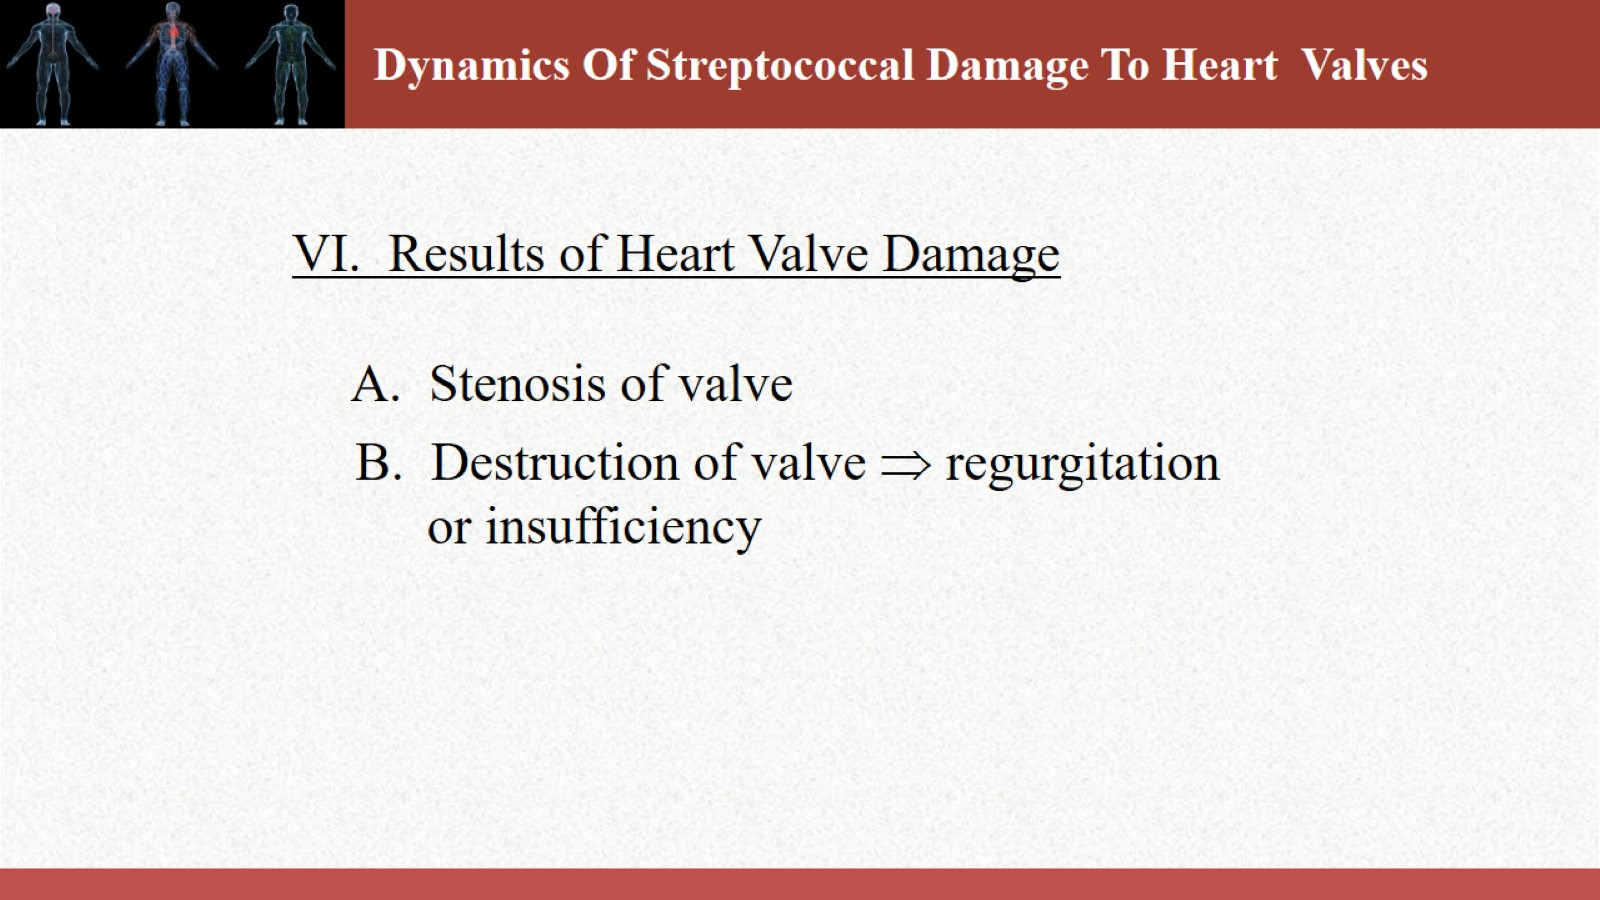 Dynamics Of Streptococcal Damage To Heart  Valves
VI.  Results of Heart Valve Damage
A.  Stenosis of valve
B.  Destruction of valve ⇒ regurgitation
or insufficiency